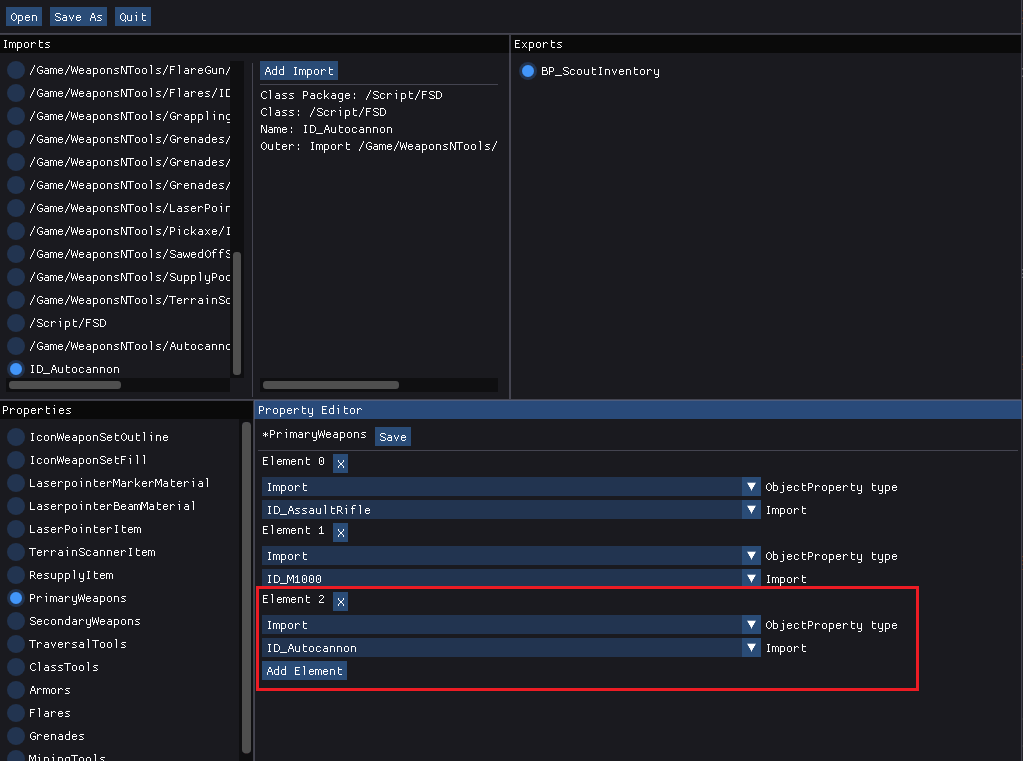 Open Save As Quit
Imports
/Game/WeaponsNTools/FlareGun/
/Game/WeaponsNTools/Flares/ID
/Game/WeaponsNTools/Grappling
/Game/WeaponsNTools/Grenades/
/Game/WeaponsNTools/Grenades/
/Game/WeaponsNTools/Grenades/
/Game/WeaponsNTools/LaserPoin
/Game/WeaponsNTools/Pickaxe/I
/Game/WeaponsNTools/SawedOffS
/Game/WeaponsNTools/SupplyPod
/Game/WeaponsNTools/TerrainSc
/Script/FSD
/Game/WeaponsNTools/Autocanno
ID_Autocannon
Add Import
Class Package: /Script/FSD
Class: /Script/FSD
Name: ID_Autocannon
Outer: Import /Game/WeaponsNTools/
Exports
BP_ScoutInventory
Properties
IconWeaponSetOutline
IconWeaponSetFill
LaserpointerMarkerMaterial
LaserpointerBeamMaterial
LaserPointerItem
TerrainScannerItem
ResupplyItem
PrimaryWeapons
SecondaryWeapons
TraversalTools
ClassTools
Armors
Flares
Grenades
MiningTools
Property Editor
*PrimaryWeapons Save
Element 0 X
Import ObjectProperty type
ID_AssaultRifle Import
Element 1 X
Import ObjectProperty type
ID_M1000 Import
Element 2 X
Import ObjectProperty type
ID_Autocannon Import
Add Element